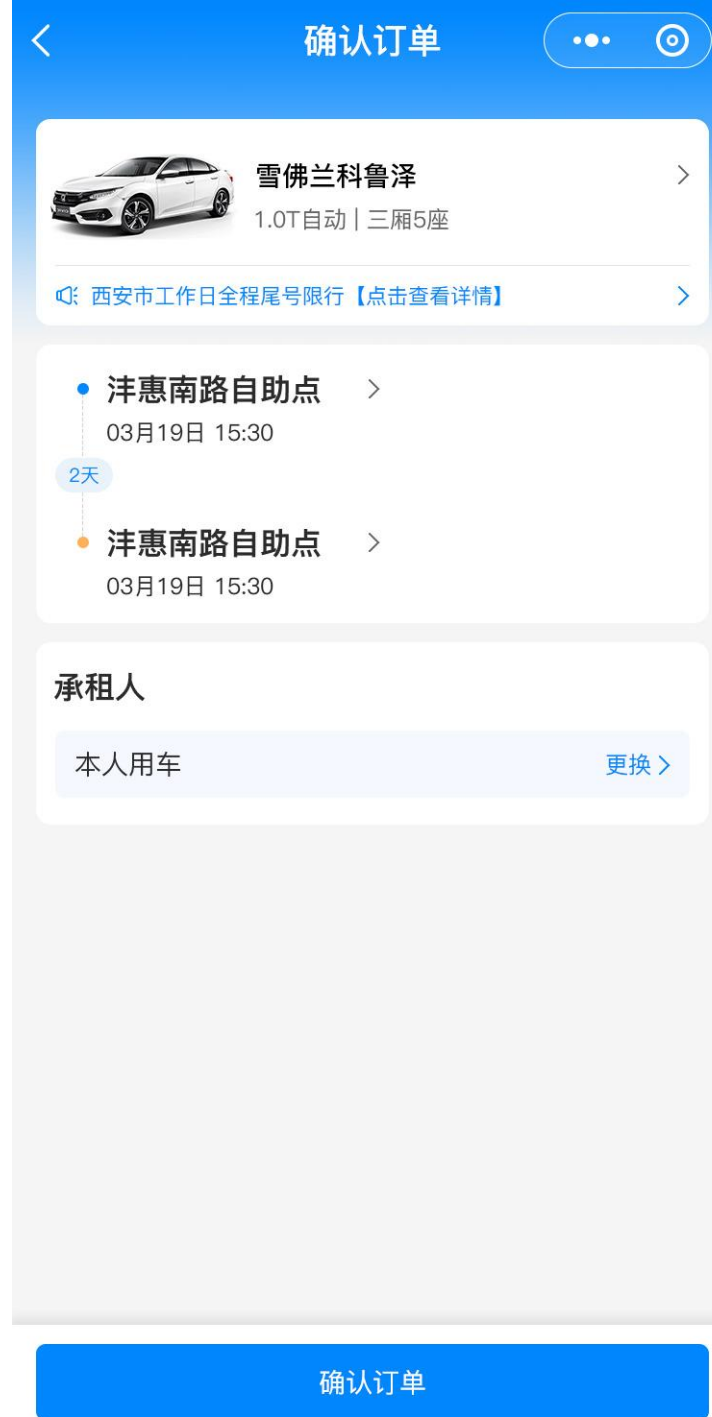 确认订单
雪佛兰科鲁泽
1.0T自动 | 三厢5座
西安市工作日全程尾号限行【点击查看详情】
沣惠南路自助点
03月19日 15:30
2天
沣惠南路自助点
03月19日 15:30
承租人
本人用车
更换
确认订单